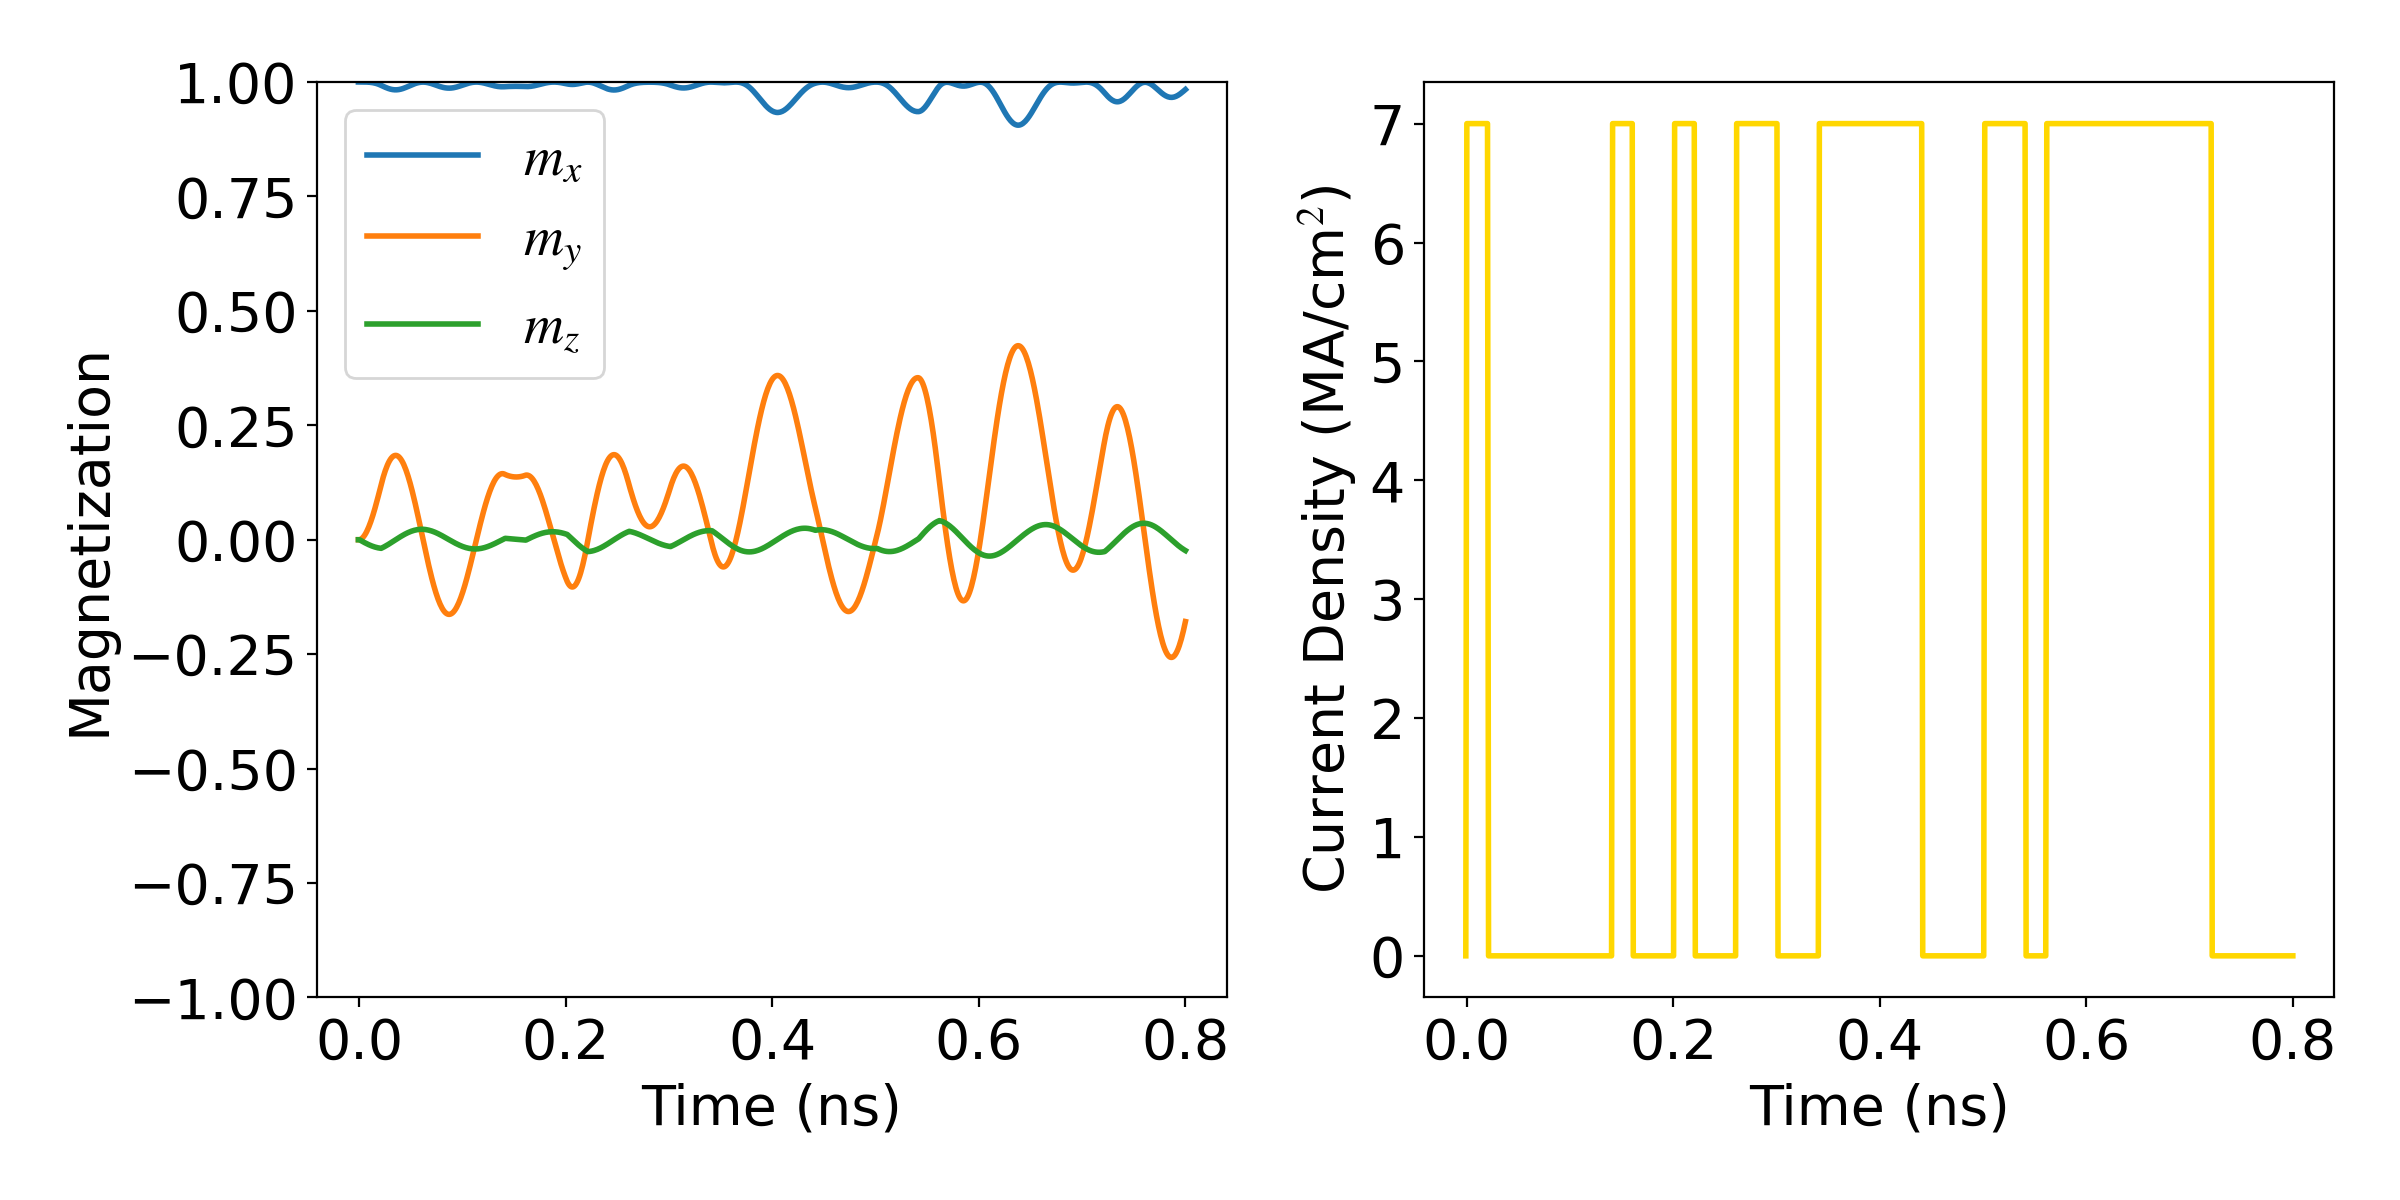 Magnetization
1.00
0.75
0.50
0.25
0.00
−0.25
−0.50
−0.75
−1.00
m_x
m_y
m_z
0.0 0.2 0.4 0.6 0.8
Time (ns)
Current Density (MA/cm²)
7
6
5
4
3
2
1
0
0.0 0.2 0.4 0.6 0.8
Time (ns)